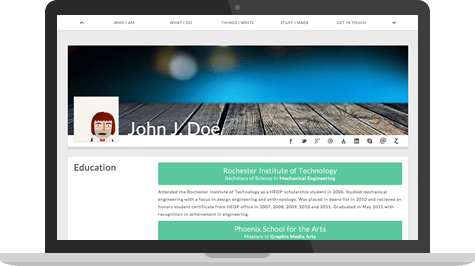 WHO I AM WHAT I DO THINGS I WRITE STUFF I MADE GET IN TOUCH
John J. Doe
Education
Rochester Institute of Technology
Bachelors of Science in Mechanical Engineering
Attended the Rochester Institute of Technology as a HEOP scholarship student in 2006. Studied mechanical
engineering with a focus in design engineering and anthropology. Was placed in deans list in 2010 and recieved an
honors student certificate from HEOP office in 2007, 2008, 2009, 2010 and 2011. Graduated in May 2011 with
recognition in acheivement in engineering.
Phoenix School for the Arts
Masters in Graphic Media Arts